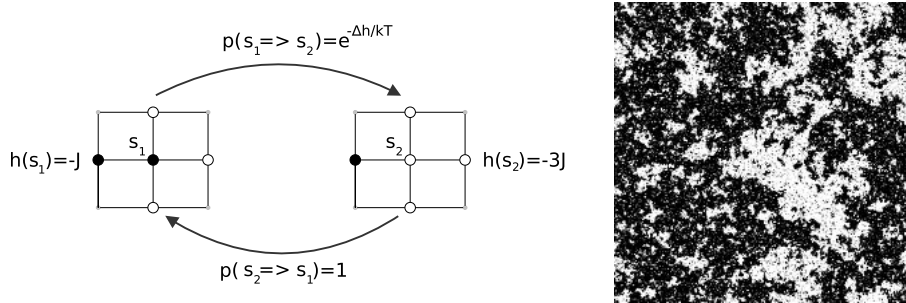 p(s₁=> s₂)=e^-Δh/kT
s₁
s₂
h(s₁)=-J
h(s₂)=-3J
p( s₂=> s₁)=1